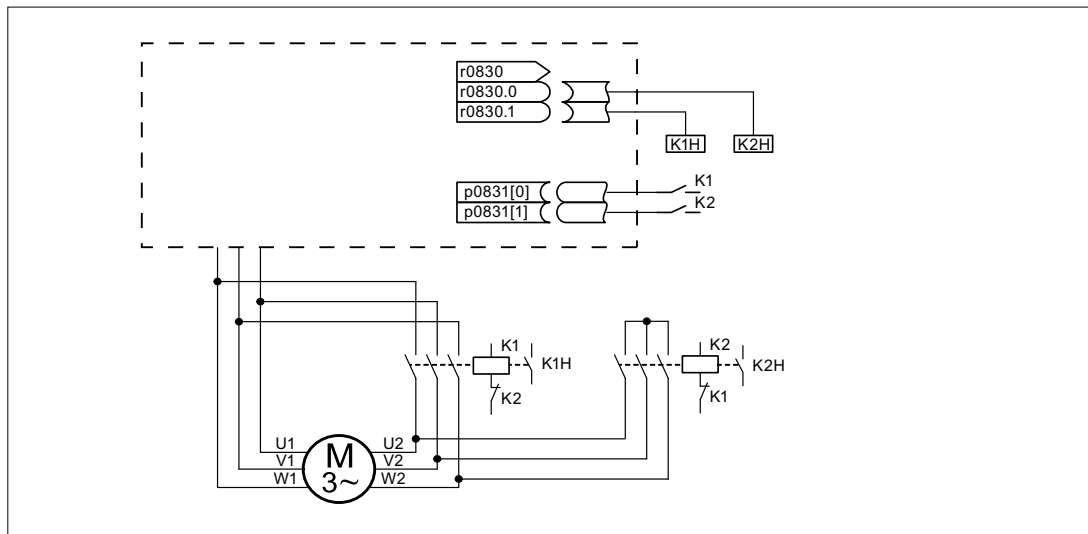 r0830
r0830.0
r0830.1
K1H K2H
p0831[0] K1
p0831[1] K2
K1 K2
K1H K2H
K2 K1
U1 M U2
V1 3~ V2
W1 W2